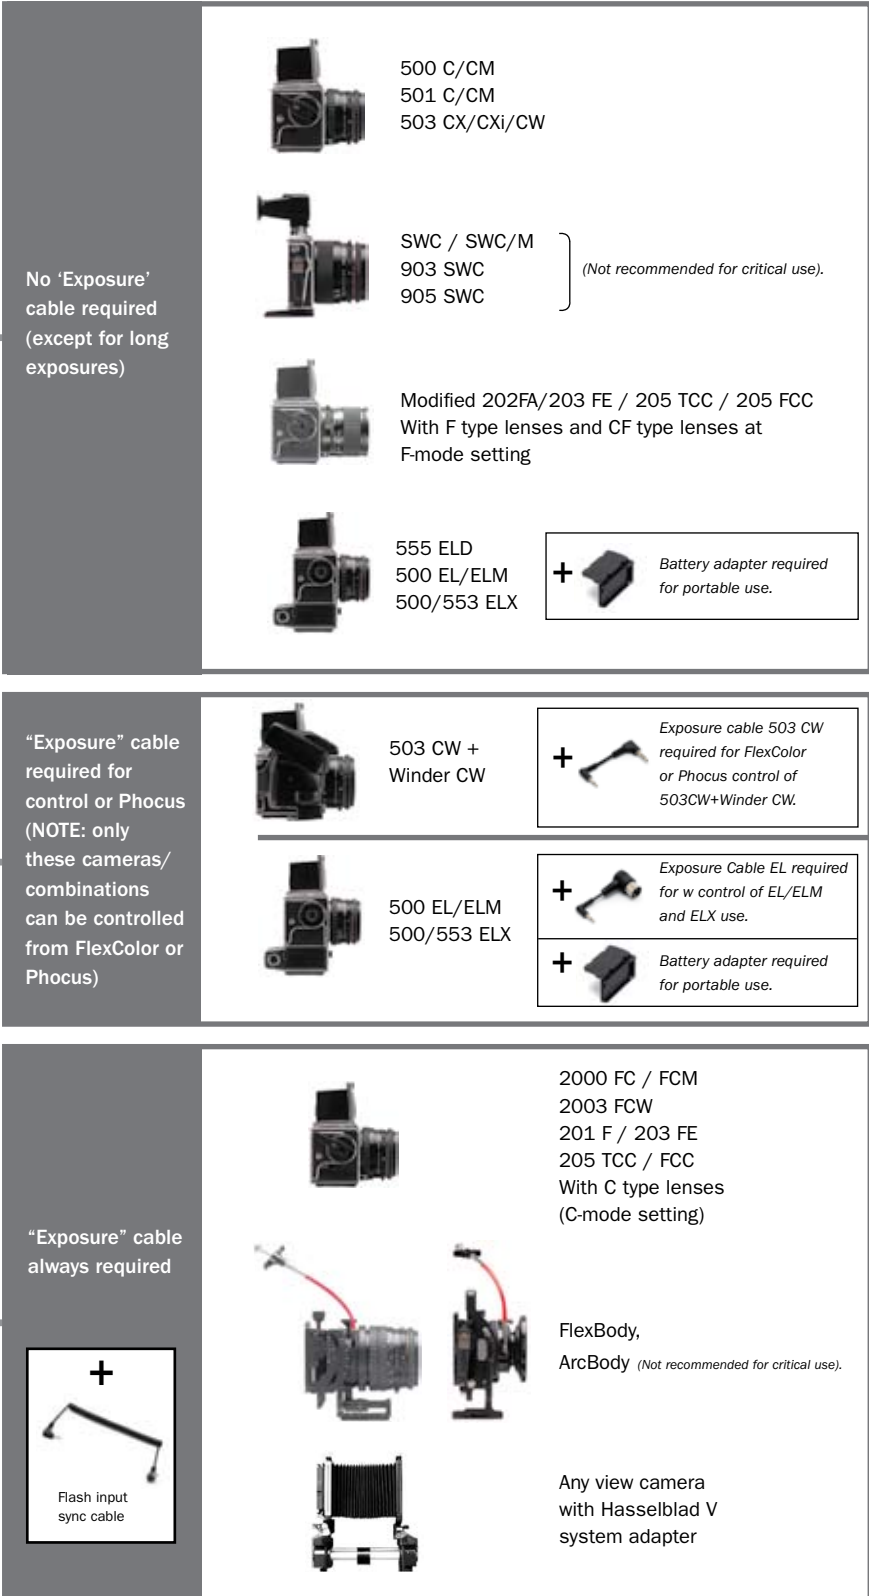 No ‘Exposure’
cable required
(except for long
exposures)
500 C/CM
501 C/CM
503 CX/CXi/CW
SWC / SWC/M
903 SWC
905 SWC
(Not recommended for critical use).
Modified 202FA/203 FE / 205 TCC / 205 FCC
With F type lenses and CF type lenses at
F-mode setting
555 ELD
500 EL/ELM
500/553 ELX
+
Battery adapter required
for portable use.
“Exposure” cable
required for
control or Phocus
(NOTE: only
these cameras/
combinations
can be controlled
from FlexColor or
Phocus)
503 CW +
Winder CW
+
Exposure cable 503 CW
required for FlexColor
or Phocus control of
503CW+Winder CW.
500 EL/ELM
500/553 ELX
+
Exposure Cable EL required
for w control of EL/ELM
and ELX use.
+
Battery adapter required
for portable use.
“Exposure” cable
always required
+
Flash input
sync cable
2000 FC / FCM
2003 FCW
201 F / 203 FE
205 TCC / FCC
With C type lenses
(C-mode setting)
FlexBody,
ArcBody (Not recommended for critical use).
Any view camera
with Hasselblad V
system adapter